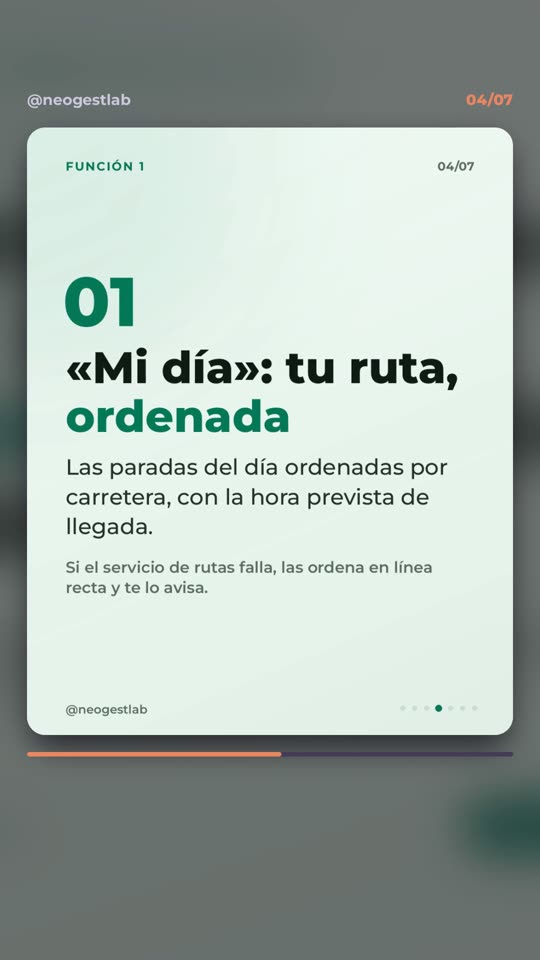 @neogestlab 04/07
FUNCIÓN 1 04/07
01
«Mi día»: tu ruta,
ordenada
Las paradas del día ordenadas por
carretera, con la hora prevista de
llegada.
Si el servicio de rutas falla, las ordena en línea
recta y te lo avisa.
@neogestlab